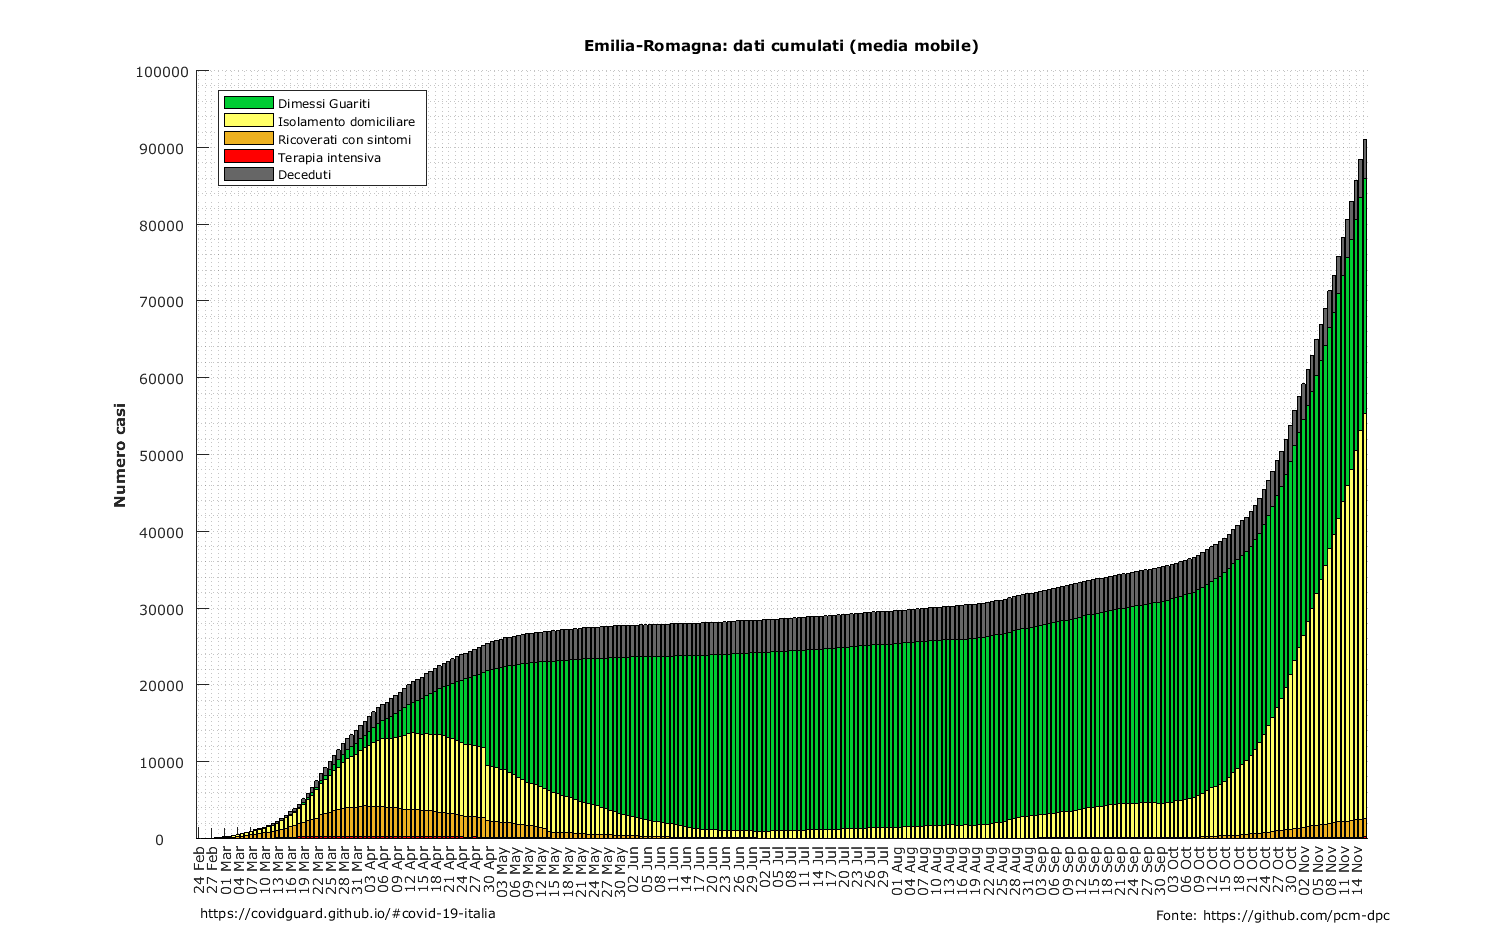 Emilia-Romagna: dati cumulati (media mobile)
100000
90000
80000
70000
60000
50000
40000
30000
20000
10000
0
Numero casi
Dimessi Guariti
Isolamento domiciliare
Ricoverati con sintomi
Terapia intensiva
Deceduti
24 Feb
27 Feb
01 Mar
04 Mar
07 Mar
10 Mar
13 Mar
16 Mar
19 Mar
22 Mar
25 Mar
28 Mar
31 Mar
03 Apr
06 Apr
09 Apr
12 Apr
15 Apr
18 Apr
21 Apr
24 Apr
27 Apr
30 Apr
03 May
06 May
09 May
12 May
15 May
18 May
21 May
24 May
27 May
30 May
02 Jun
05 Jun
08 Jun
11 Jun
14 Jun
17 Jun
20 Jun
23 Jun
26 Jun
29 Jun
02 Jul
05 Jul
08 Jul
11 Jul
14 Jul
17 Jul
20 Jul
23 Jul
26 Jul
29 Jul
01 Aug
04 Aug
07 Aug
10 Aug
13 Aug
16 Aug
19 Aug
22 Aug
25 Aug
28 Aug
31 Aug
03 Sep
06 Sep
09 Sep
12 Sep
15 Sep
18 Sep
21 Sep
24 Sep
27 Sep
30 Sep
03 Oct
06 Oct
09 Oct
12 Oct
15 Oct
18 Oct
21 Oct
24 Oct
27 Oct
30 Oct
02 Nov
05 Nov
08 Nov
11 Nov
14 Nov
https://covidguard.github.io/#covid-19-italia
Fonte: https://github.com/pcm-dpc